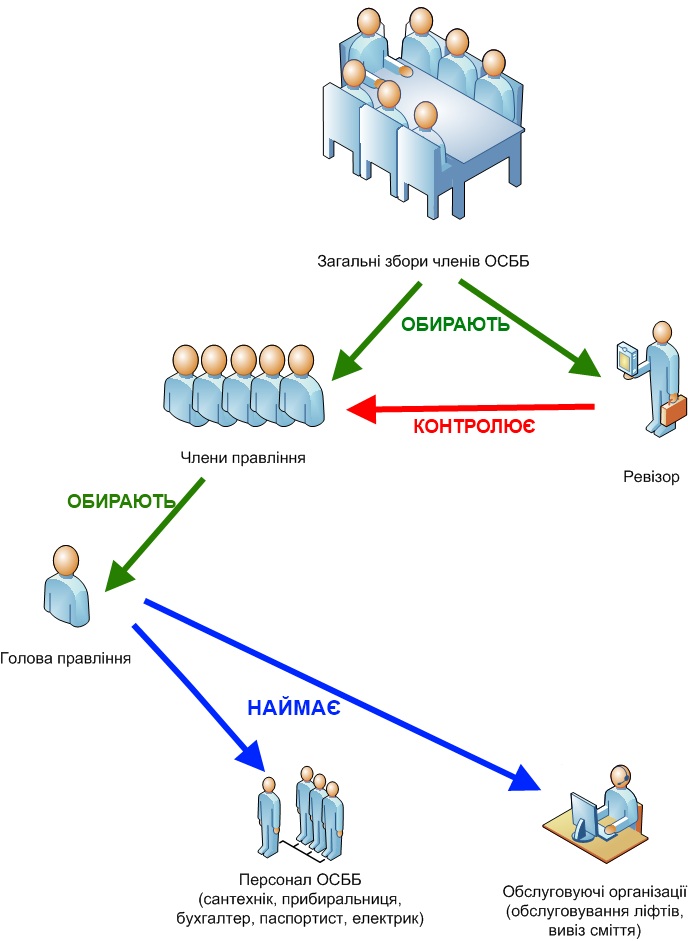 Загальні збори членів ОСББ
ОБИРАЮТЬ
КОНТРОЛЮЄ
Члени правління
Ревізор
ОБИРАЮТЬ
Голова правління
НАЙМАЄ
Персонал ОСББ
(сантехнік, прибиральниця,
бухгалтер, паспортист, електрик)
Обслуговуючі організації
(обслуговування ліфтів,
вивіз сміття)